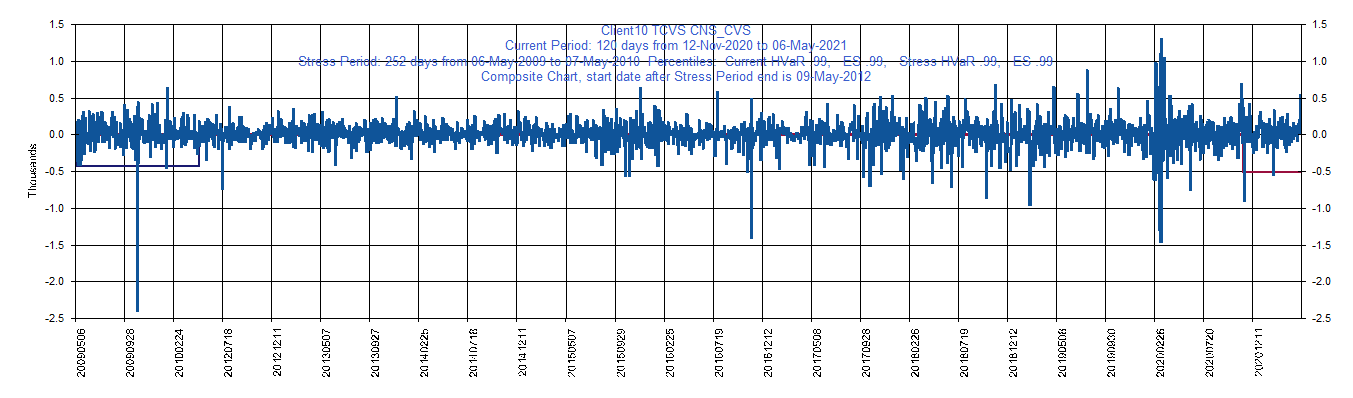 Client10 TCVS CNS_CVS
Current Period: 120 days from 12-Nov-2020 to 06-May-2021
Stress Period: 252 days from 06-May-2009 to 07-May-2010 Percentiles: Current HVaR .99, ES .99, Stress HVaR .99, ES .99
Composite Chart, start date after Stress Period end is 09-May-2012
1.5 1.5
1.0 1.0
0.5 0.5
0.0 0.0
-0.5 -0.5
-1.0 -1.0
-1.5 -1.5
-2.0 -2.0
-2.5 -2.5
Thousands
20090506 20090928 20100224 20120718 20121211 20130507 20130927 20140225 20140718 20141211 20150507 20150929 20160225 20160719 20161212 20170508 20170928 20180226 20180719 20181212 20190508 20190930 20200226 20200720 20201211